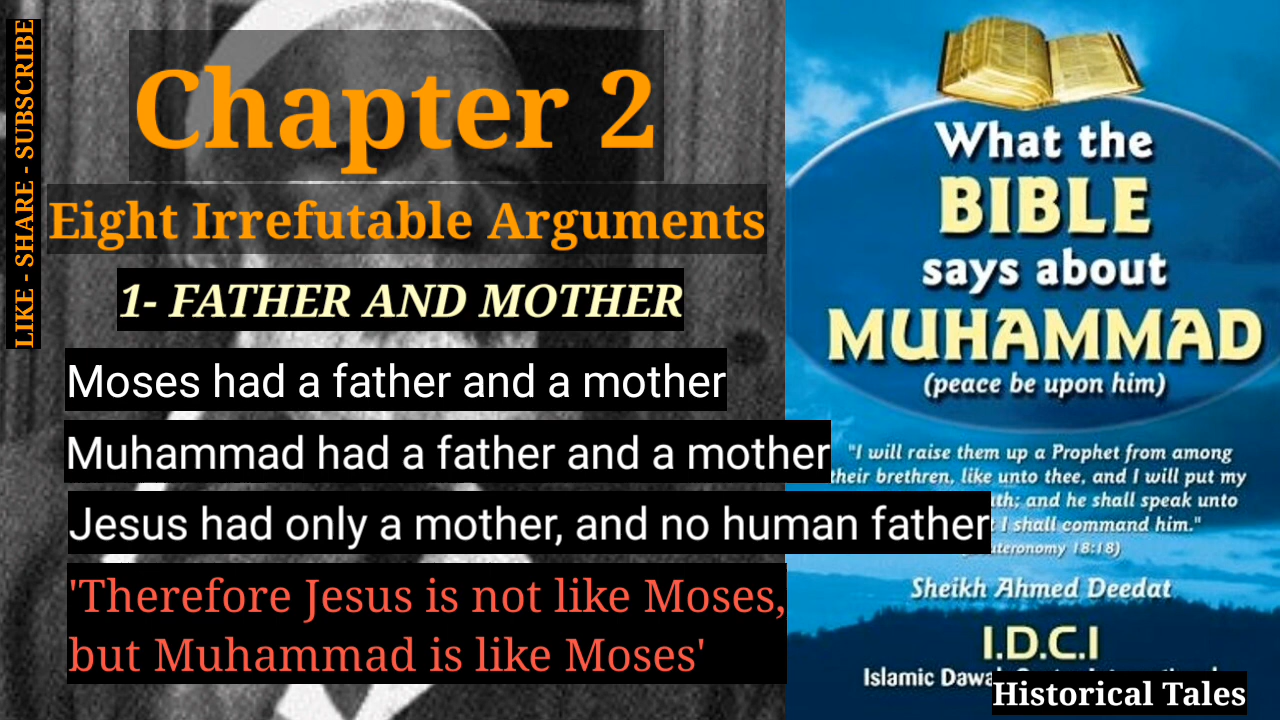 LIKE - SHARE - SUBSCRIBE
Chapter 2
Eight Irrefutable Arguments
1- FATHER AND MOTHER
Moses had a father and a mother
Muhammad had a father and a mother
Jesus had only a mother, and no human father
'Therefore Jesus is not like Moses,
but Muhammad is like Moses'
What the
BIBLE
says about
MUHAMMAD
(peace be upon him)
"I will raise them up a Prophet from among
their brethren, like unto thee, and I will put my
and he shall speak unto
I shall command him."
18:18)
Sheikh Ahmed Deedat
I.D.C.I
Islamic
Historical Tales